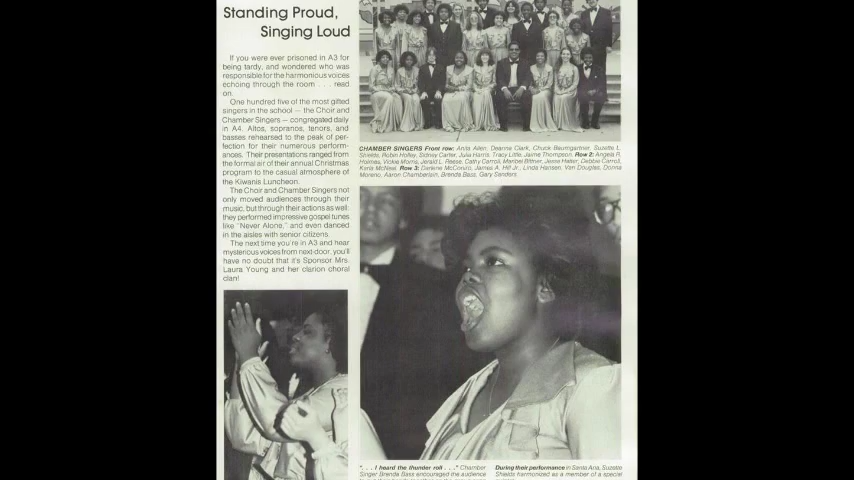 Standing Proud,
Singing Loud
If you were ever prisoned in A3 for
being tardy, and wondered who was
responsible for the harmonious voices
echoing through the room . . . read
on.
One hundred five of the most gifted
singers in the school — the Choir and
Chamber Singers — congregated daily
in A4. Altos, sopranos, tenors, and
basses rehearsed to the peak of per-
fection for their numerous perform-
ances. Their presentations ranged from
the formal air of their annual Christmas
program to the casual atmosphere of
the Kiwanis Luncheon.
The Choir and Chamber Singers not
only moved audiences through their
music, but through their actions as well:
they performed impressive gospel tunes
like "Never Alone," and even danced
in the aisles with senior citizens.
The next time you're in A3 and hear
mysterious voices from next-door, you'll
have no doubt that it's Sponsor Mrs.
Laura Young and her clarion choral
clan!
CHAMBER SINGERS Front row: Anita Allen, Deanna Clark, Chuck Baumgartner, Suzette L.
Shields, Robin Holley, Sidney Carter, Julia Harris, Tracy Little, Jaime Thompson. Row 2: Angela R.
Holmes, Vickie Morris, Jerald L. Reese, Cathy Carroll, Maribel Bittner, Jesse Hater, Debbie Carroll,
Karla McNeal. Row 3: Darlene McCoslin, James A. Hill Jr., Linda Hansen, Van Douglas, Donna
Moreno, Aaron Chamberlain, Brenda Bass, Gary Sanders.
". . . I heard the thunder roll . . ." Chamber
Singer Brenda Bass encouraged the audience
During their performance in Santa Ana, Suzette
Shields harmonized as a member of a special